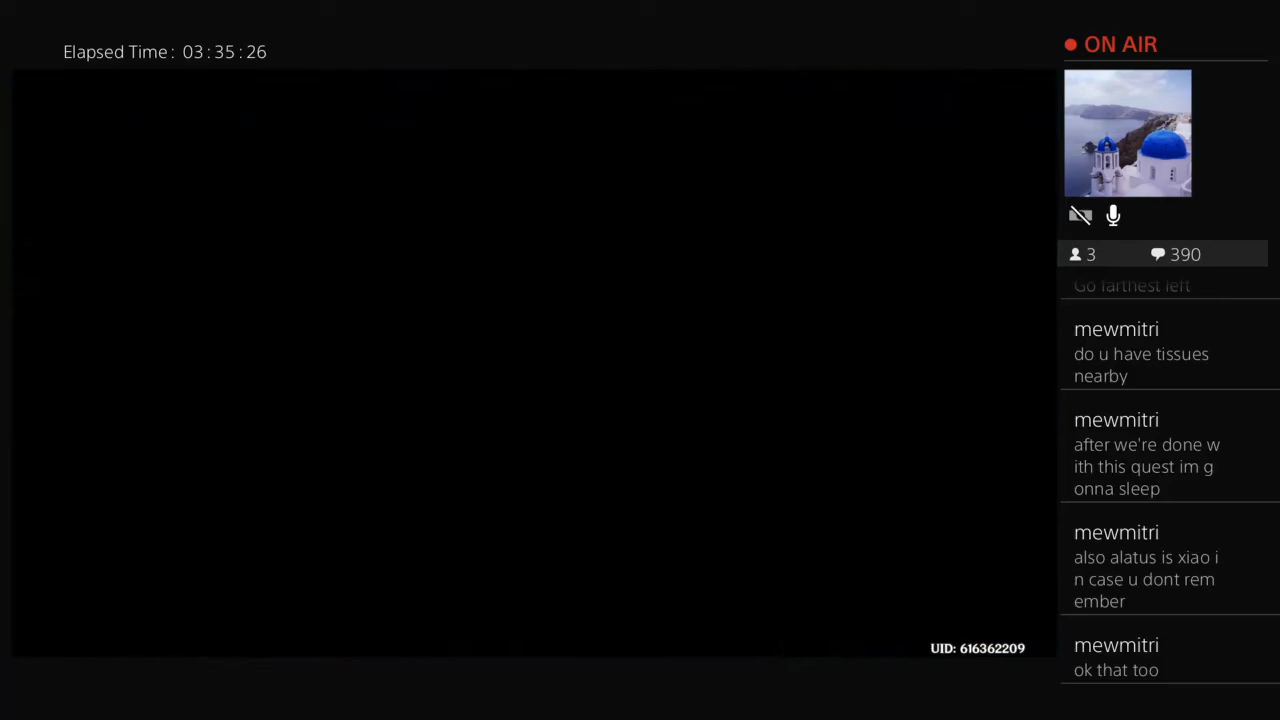 Elapsed Time: 03:35:26
ON AIR
3 390
Go farthest left
mewmitri
do u have tissues
nearby
mewmitri
after we're done w
ith this quest im g
onna sleep
mewmitri
also alatus is xiao i
n case u dont rem
ember
mewmitri
ok that too
UID: 616362209